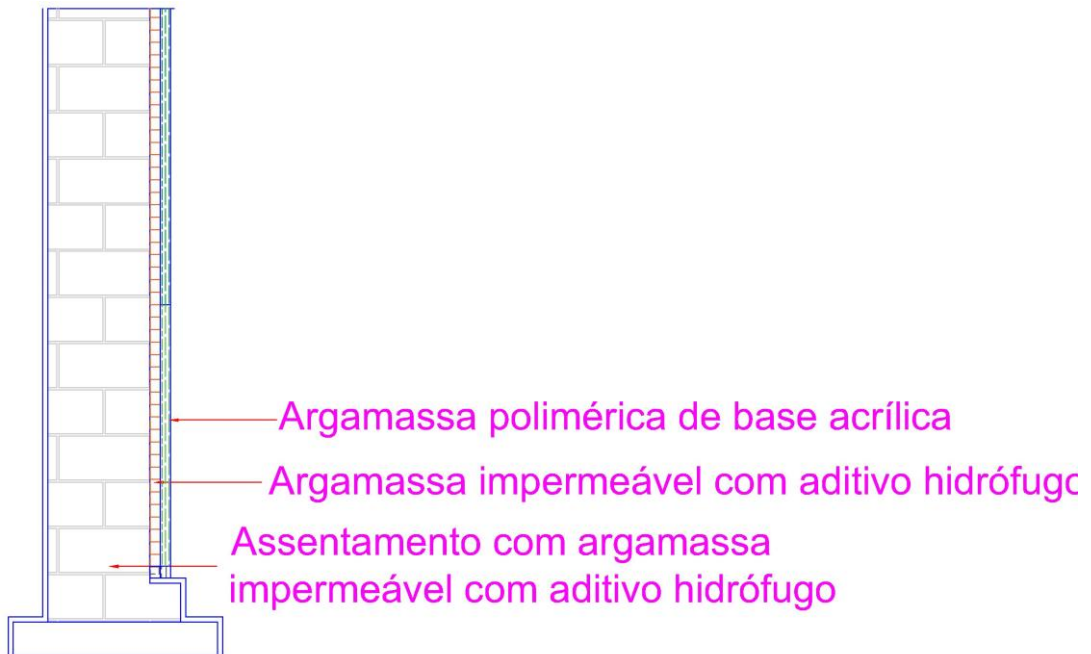 Argamassa polimérica de base acrílica
Argamassa impermeável com aditivo hidrófugo
Assentamento com argamassa
impermeável com aditivo hidrófugo